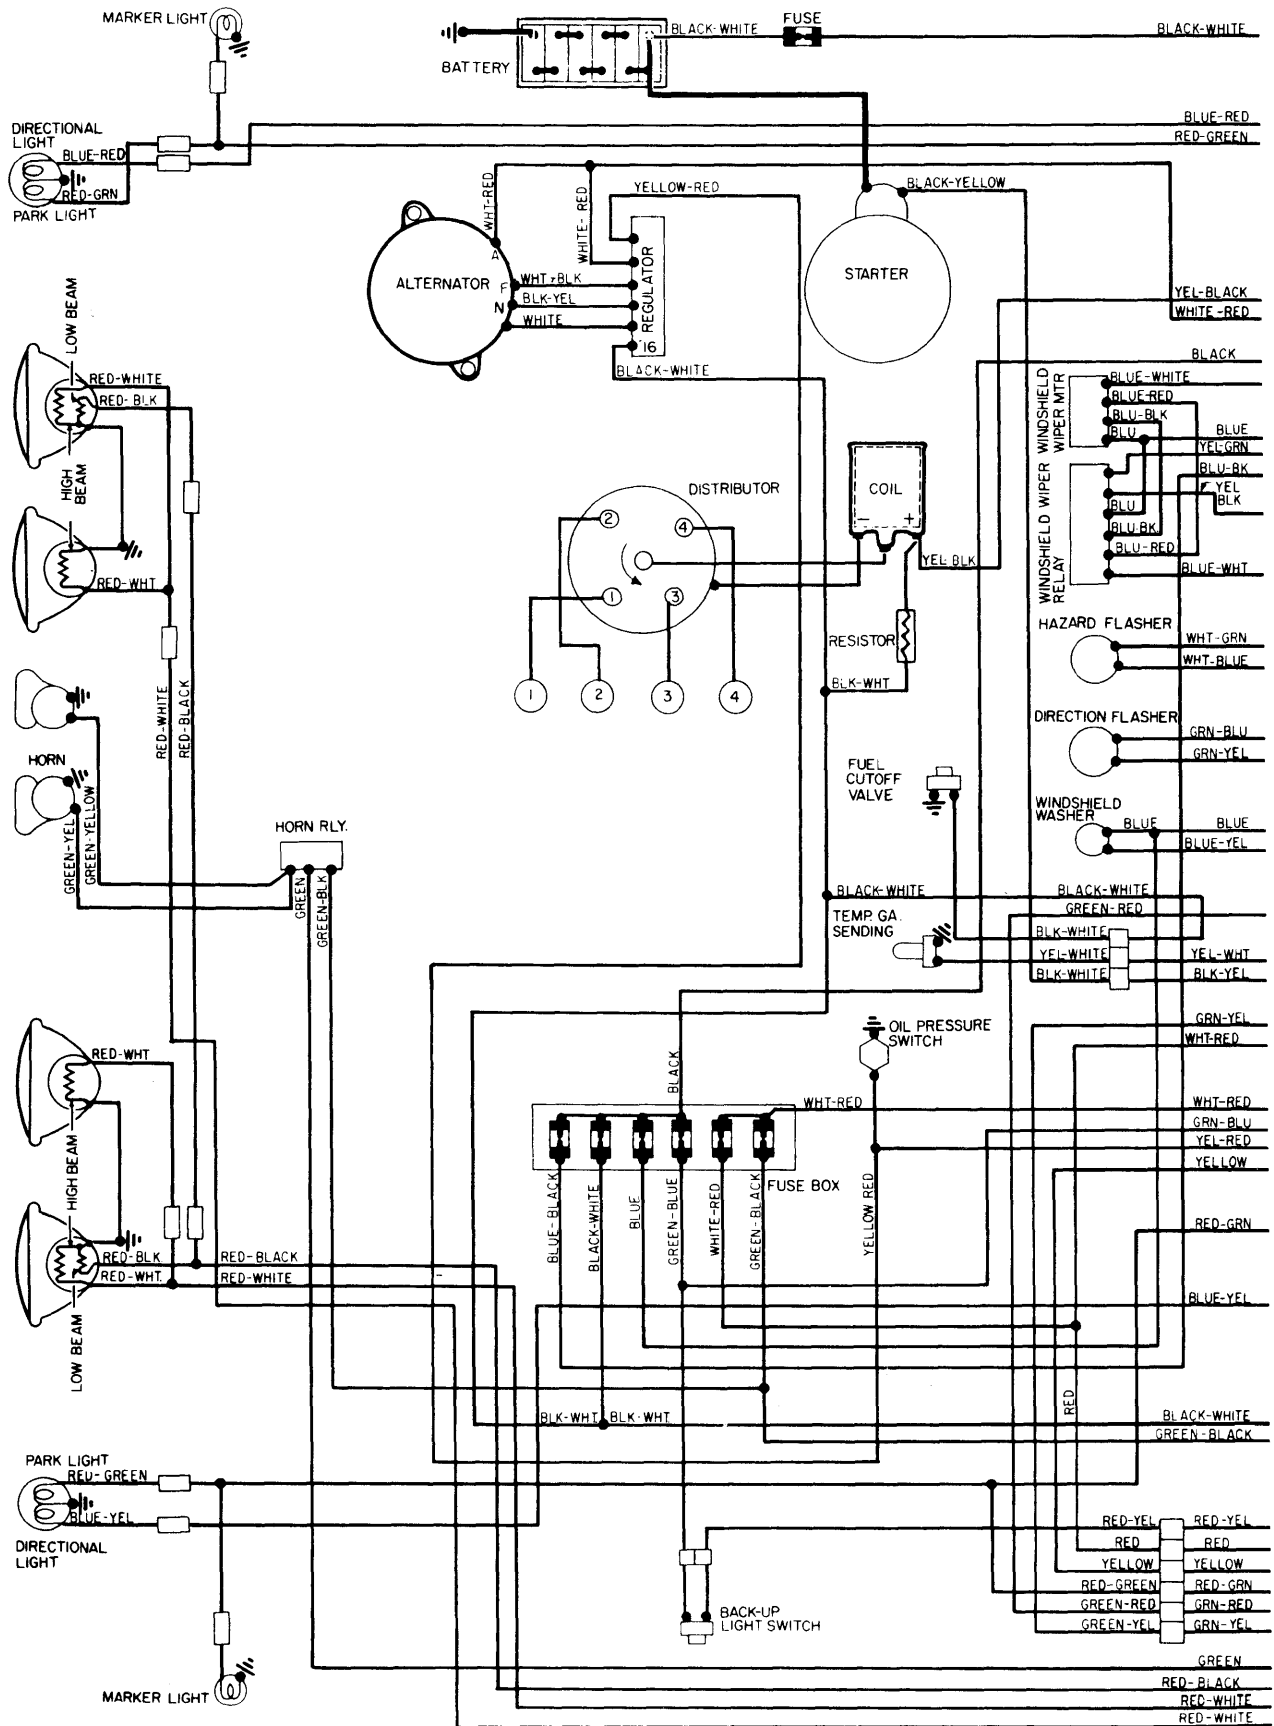 MARKER LIGHT
FUSE
BLACK-WHITE
BLACK-WHITE
BATTERY
DIRECTIONAL
LIGHT
BLUE-RED
RED-GRN
PARK LIGHT
BLUE-RED
RED-GREEN
WHT-RED
WHITE-RED
YELLOW-RED
BLACK-YELLOW
ALTERNATOR
A
F
N
WHT-BLK
BLK-YEL
WHITE
REGULATOR
16
BLACK-WHITE
STARTER
YEL-BLACK
WHITE-RED
BLACK
LOW BEAM
RED-WHITE
RED-BLK
HIGH
BEAM
RED-WHT
WINDSHIELD
WIPER MTR
BLUE-WHITE
BLUE-RED
BLU-BLK
BLU
BLUE
YEL-GRN
BLU-BK
YEL
BLK
WINDSHIELD WIPER
RELAY
BLU
BLU-BK
BLU-RED
BLUE-WHT
DISTRIBUTOR
2
4
1
3
COIL
-
+
YEL-BLK
RESISTOR
BLK-WHT
1
2
3
4
HAZARD FLASHER
WHT-GRN
WHT-BLUE
DIRECTION FLASHER
GRN-BLU
GRN-YEL
RED-WHITE
RED-BLACK
HORN
GREEN-YEL
GREEN-YELLOW
HORN RLY.
GREEN
GREEN-BLK
FUEL
CUTOFF
VALVE
WINDSHIELD
WASHER
BLUE
BLUE
BLUE-YEL
BLACK-WHITE
BLACK-WHITE
GREEN-RED
TEMP. GA.
SENDING
BLK-WHITE
YEL-WHITE
YEL-WHT
BLK-WHITE
BLK-YEL
OIL PRESSURE
SWITCH
GRN-YEL
WHT-RED
RED-WHT
HIGH BEAM
RED-BLK
RED-WHT.
LOW BEAM
RED-BLACK
RED-WHITE
BLACK
WHT-RED
WHT-RED
GRN-BLU
YEL-RED
YELLOW
FUSE BOX
BLUE-BLACK
BLACK-WHITE
BLUE
GREEN-BLUE
WHITE-RED
GREEN-BLACK
YELLOW RED
RED-GRN
BLUE-YEL
RED
BLK-WHT
BLK-WHT
BLACK-WHITE
GREEN-BLACK
PARK LIGHT
RED-GREEN
BLUE-YEL
DIRECTIONAL
LIGHT
RED-YEL
RED-YEL
RED
RED
YELLOW
YELLOW
RED-GREEN
RED-GRN
GREEN-RED
GRN-RED
GREEN-YEL
GRN-YEL
BACK-UP
LIGHT SWITCH
MARKER LIGHT
GREEN
RED-BLACK
RED-WHITE
RED-WHITE